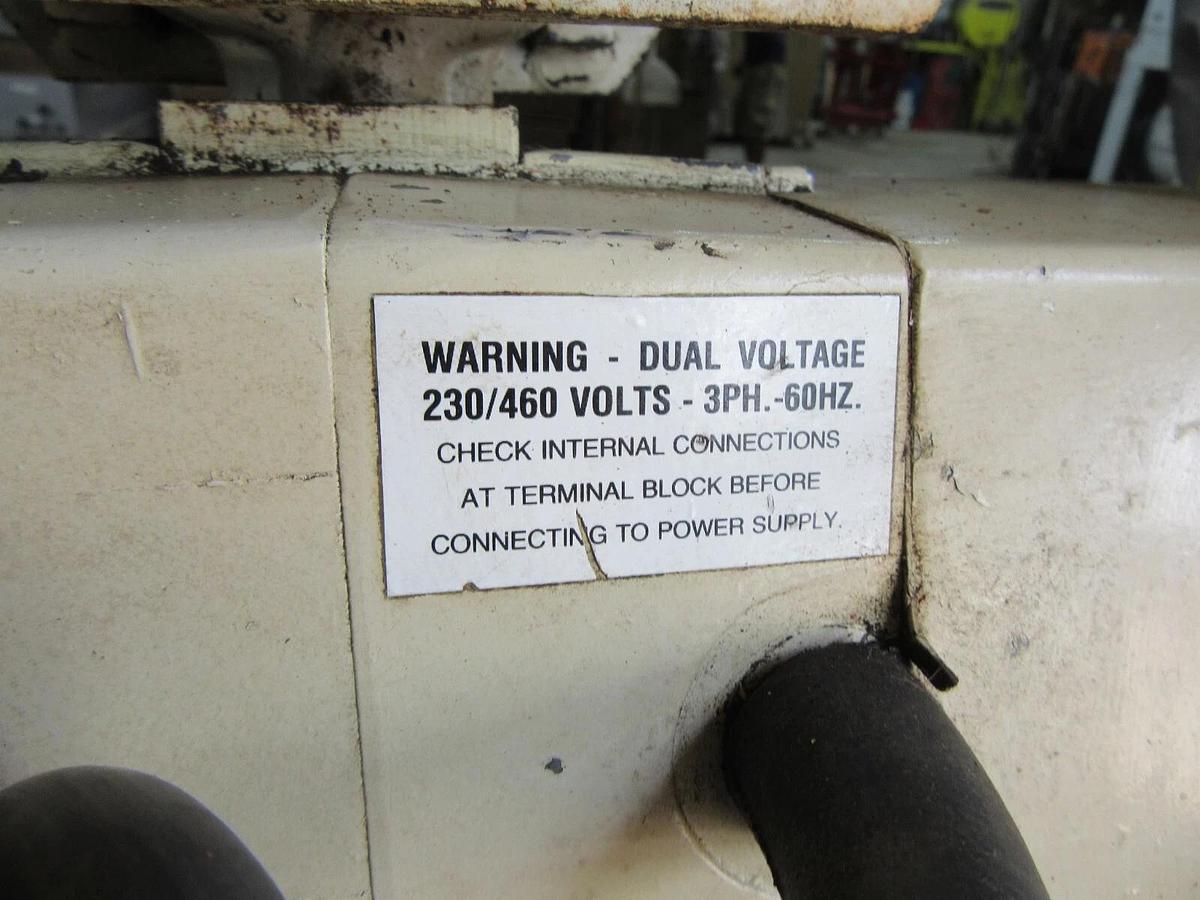 WARNING - DUAL VOLTAGE
230/460 VOLTS - 3PH.-60HZ.
CHECK INTERNAL CONNECTIONS
AT TERMINAL BLOCK BEFORE
CONNECTING TO POWER SUPPLY.